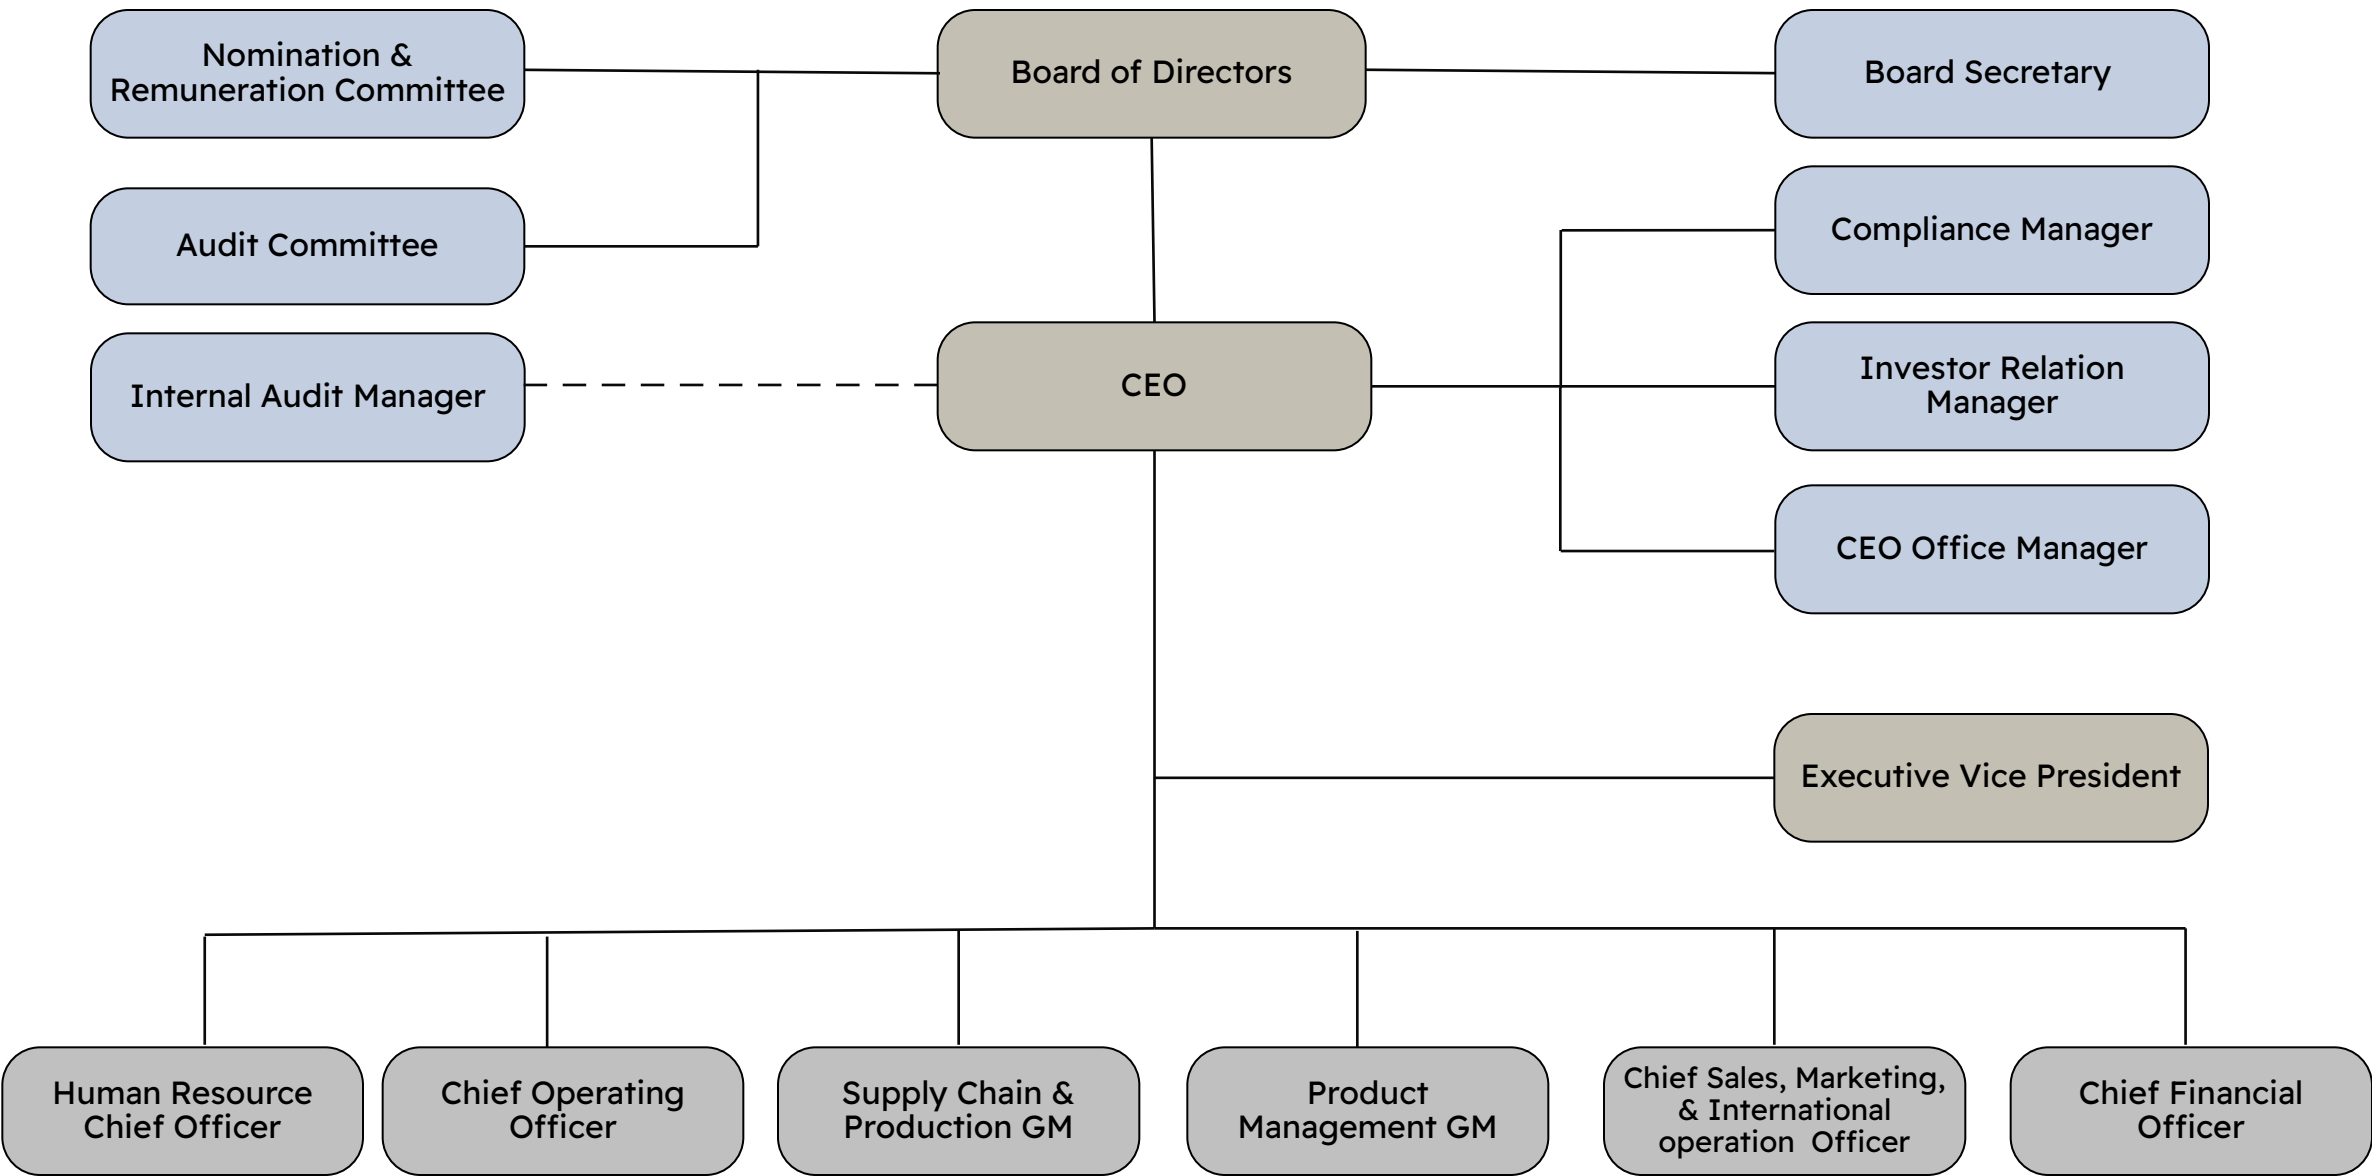 Nomination &
Remuneration Committee
Board of Directors
Board Secretary
Audit Committee
Compliance Manager
Internal Audit Manager
CEO
Investor Relation
Manager
CEO Office Manager
Executive Vice President
Human Resource
Chief Officer
Chief Operating
Officer
Supply Chain &
Production GM
Product
Management GM
Chief Sales, Marketing,
& International
operation  Officer
Chief Financial
Officer